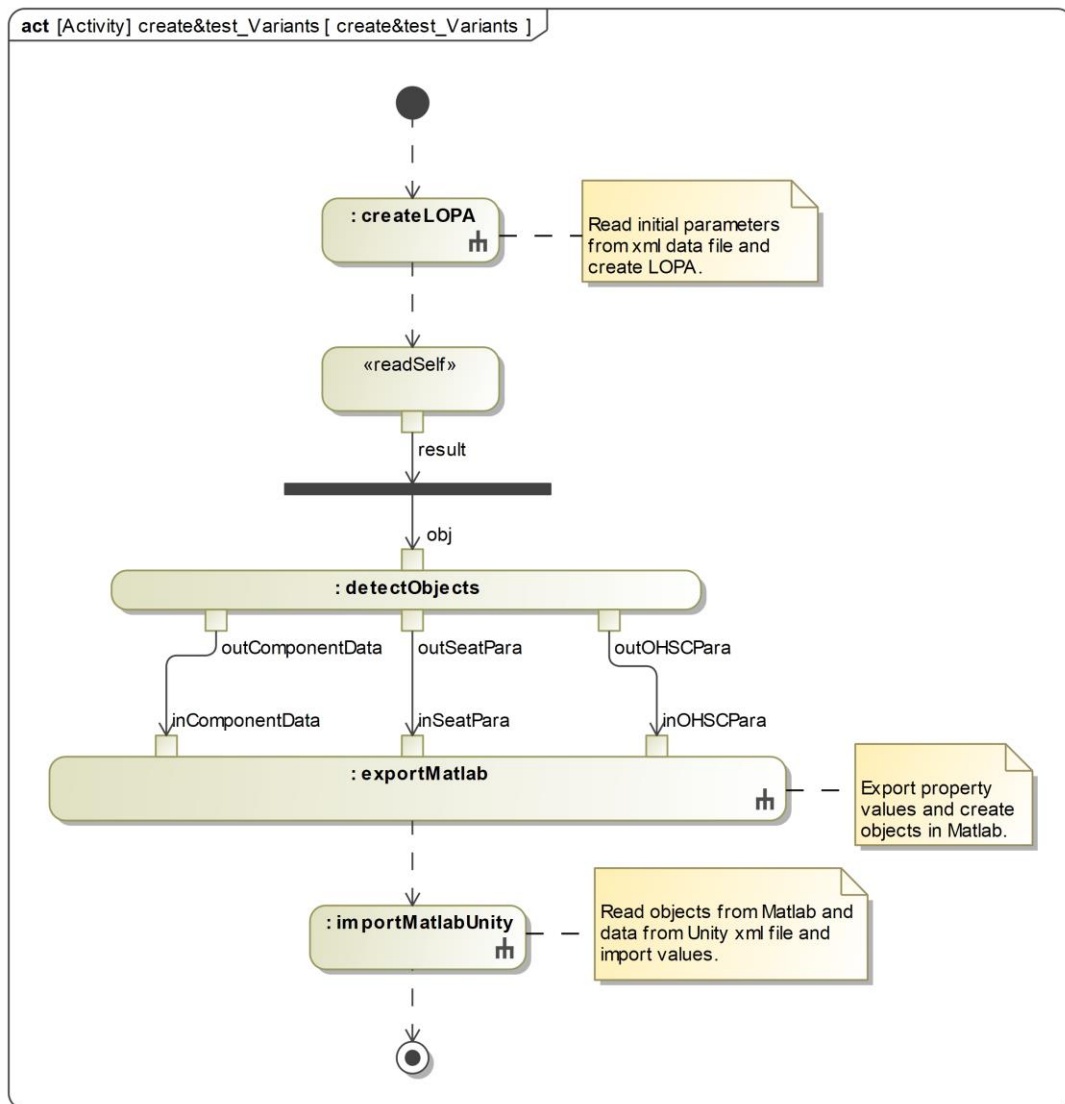 act [Activity] create&test_Variants [ create&test_Variants ]
: createLOPA
Read initial parameters
from xml data file and
create LOPA.
«readSelf»
result
obj
: detectObjects
outComponentData
outSeatPara
outOHSCPara
inComponentData
inSeatPara
inOHSCPara
: exportMatlab
Export property
values and create
objects in Matlab.
: importMatlabUnity
Read objects from Matlab and
data from Unity xml file and
import values.